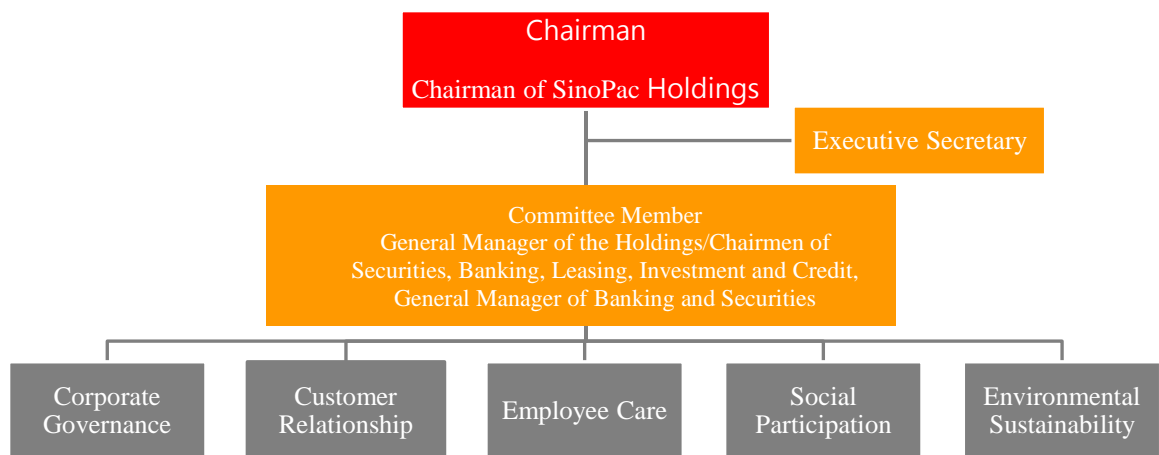 Chairman
Chairman of SinoPac Holdings
Executive Secretary
Committee Member
General Manager of the Holdings/Chairmen of
Securities, Banking, Leasing, Investment and Credit,
General Manager of Banking and Securities
Corporate
Governance
Customer
Relationship
Employee Care
Social
Participation
Environmental
Sustainability